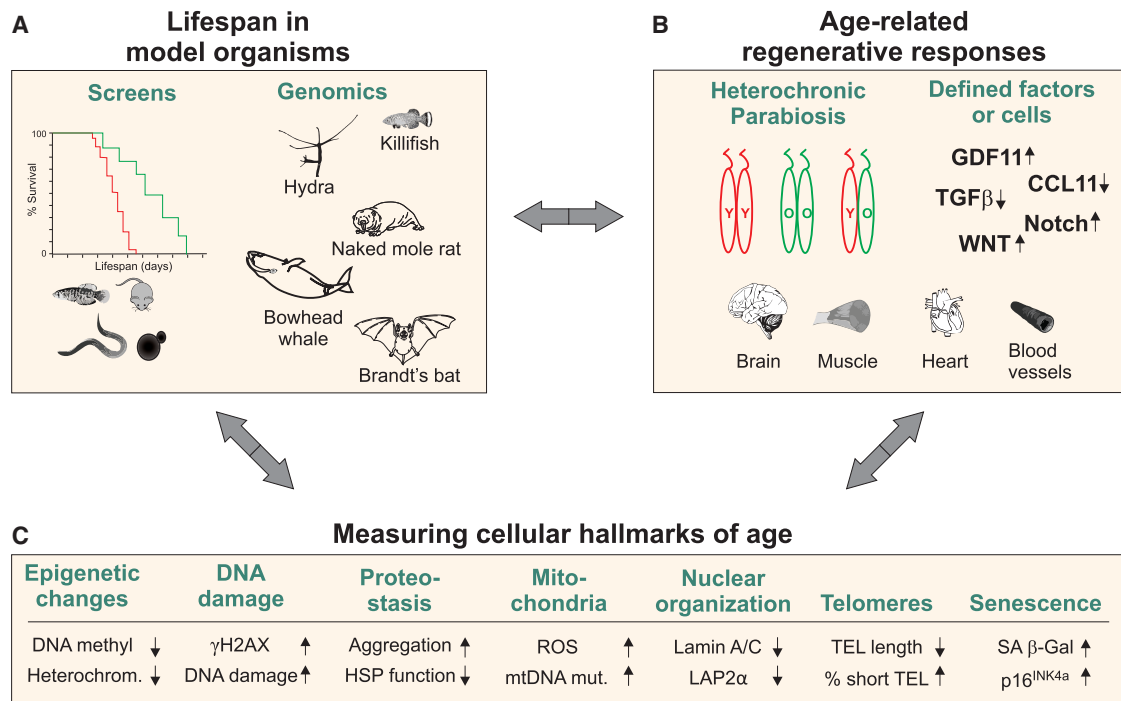 A
Lifespan in
model organisms
Screens
Genomics
100
% Survival
0
Lifespan (days)
Killifish
Hydra
Naked mole rat
Bowhead
whale
Brandt's bat
B
Age-related
regenerative responses
Heterochronic
Parabiosis
Defined factors
or cells
Y Y
O O
Y O
GDF11↑
CCL11↓
TGFβ↓
Notch↑
WNT↑
Brain
Muscle
Heart
Blood
vessels
C
Measuring cellular hallmarks of age
Epigenetic
changes
DNA
damage
Proteo-
stasis
Mito-
chondria
Nuclear
organization
Telomeres
Senescence
DNA methyl ↓
γH2AX ↑
Aggregation ↑
ROS ↑
Lamin A/C ↓
TEL length ↓
SA β-Gal ↑
Heterochrom. ↓
DNA damage ↑
HSP function ↓
mtDNA mut. ↑
LAP2α ↓
% short TEL ↑
p16INK4a ↑